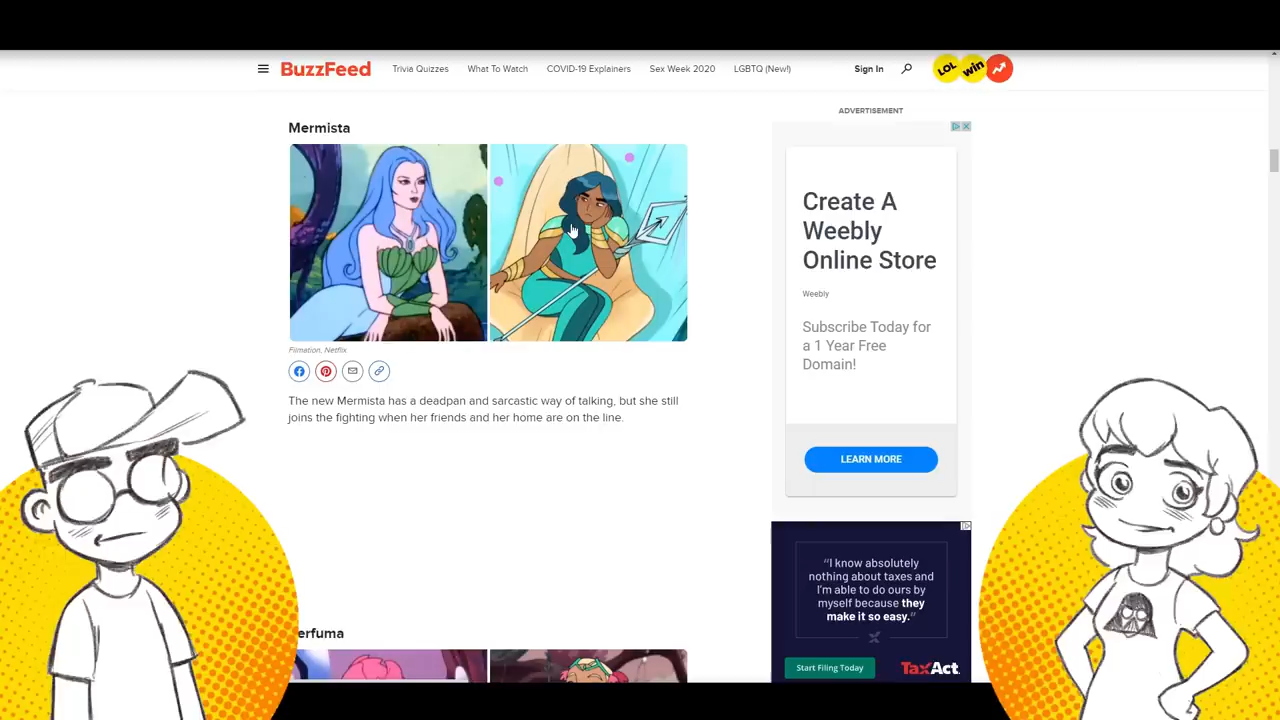 BuzzFeed
Trivia Quizzes
What To Watch
COVID-19 Explainers
Sex Week 2020
LGBTQ (New!)
Sign In
LOL
win
Mermista
Filmation, Netflix
The new Mermista has a deadpan and sarcastic way of talking, but she still
joins the fighting when her friends and her home are on the line.
erfuma
ADVERTISEMENT
Create A
Weebly
Online Store
Weebly
Subscribe Today for
a 1 Year Free
Domain!
LEARN MORE
“I know absolutely
nothing about taxes and
I'm able to do ours by
myself because they
make it so easy.”
Start Filing Today
TaxAct.